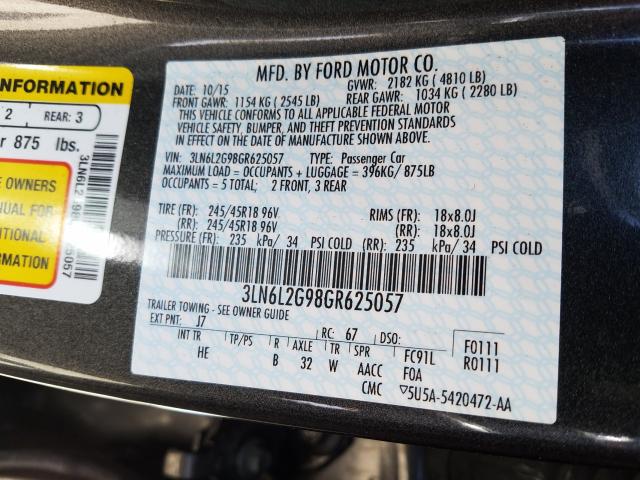 NFORMATION
2 REAR: 3
875 lbs.
OWNERS
NUAL FOR
DITIONAL
RMATION
MFD. BY FORD MOTOR CO.
DATE: 10/15 GVWR: 2182 KG ( 4810 LB)
FRONT GAWR: 1154 KG ( 2545 LB) REAR GAWR: 1034 KG ( 2280 LB)
THIS VEHICLE CONFORMS TO ALL APPLICABLE FEDERAL MOTOR
VEHICLE SAFETY, BUMPER, AND THEFT PREVENTION STANDARDS
IN EFFECT ON THE DATE OF MANUFACTURE SHOWN ABOVE.
VIN: 3LN6L2G98GR625057 TYPE: Passenger Car
MAXIMUM LOAD = OCCUPANTS + LUGGAGE = 396KG/ 875LB
OCCUPANTS = 5 TOTAL; 2 FRONT, 3 REAR
TIRE (FR): 245/45R18 96V RIMS (FR): 18x8.0J
(RR): 245/45R18 96V (RR): 18x8.0J
PRESSURE (FR): 235 kPa/ 34 PSI COLD (RR): 235 kPa/ 34 PSI COLD
3LN6L2G98GR625057
TRAILER TOWING - SEE OWNER GUIDE
EXT PNT: J7 RC: 67 DSO:
INT TR TP/PS R AXLE TR SPR FC91L F0111
HE B 32 W AACC FOA R0111
CMC ▽5U5A-5420472-AA